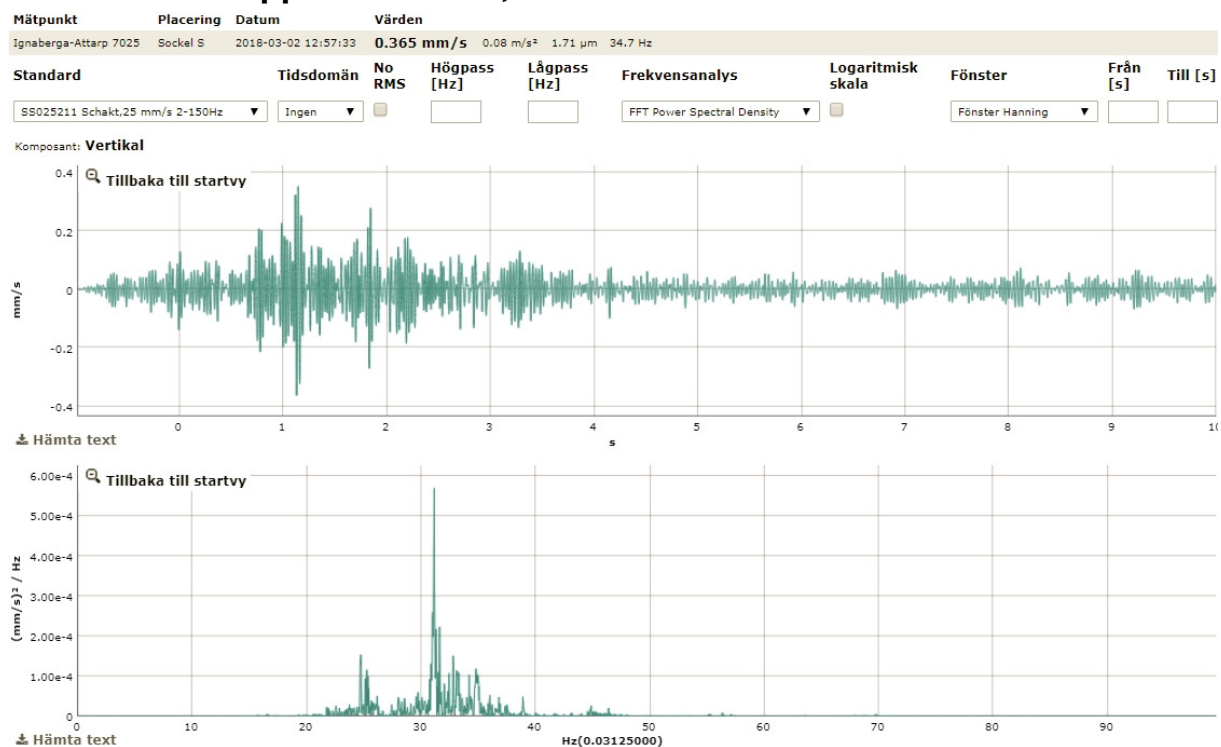 Mätpunkt Placering Datum Värden
Ignaberga-Attarp 7025 Sockel S 2018-03-02 12:57:33 0.365 mm/s 0.08 m/s² 1.71 µm 34.7 Hz
Standard Tidsdomän No RMS Högpass [Hz] Lågpass [Hz] Frekvensanalys Logaritmisk skala Fönster Från [s] Till [s]
SS025211 Schakt,25 mm/s 2-150Hz Ingen FFT Power Spectral Density Fönster Hanning
Komposant: Vertikal
Tillbaka till startvy
0.4
0.2
0
-0.2
-0.4
mm/s
0 1 2 3 4 5 6 7 8 9 10
s
Hämta text
Tillbaka till startvy
6.00e-4
5.00e-4
4.00e-4
3.00e-4
2.00e-4
1.00e-4
0
(mm/s)² / Hz
0 10 20 30 40 50 60 70 80 90
Hz(0.03125000)
Hämta text